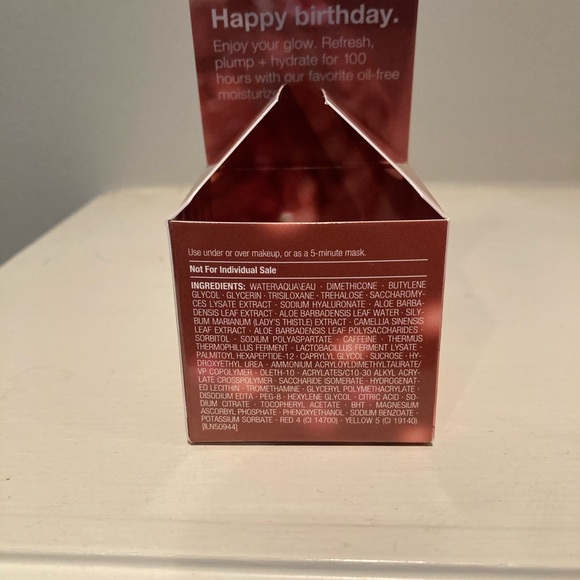 Happy birthday.
Enjoy your glow. Refresh,
plump + hydrate for 100
hours with our favorite oil-free
moisturiz
Use under or over makeup, or as a 5-minute mask.
Not For Individual Sale
INGREDIENTS: WATER\AQUA\EAU · DIMETHICONE · BUTYLENE
GLYCOL · GLYCERIN · TRISILOXANE · TREHALOSE · SACCHAROMY-
CES LYSATE EXTRACT · SODIUM HYALURONATE · ALOE BARBA-
DENSIS LEAF EXTRACT · ALOE BARBADENSIS LEAF WATER · SILY-
BUM MARIANUM (LADY'S THISTLE) EXTRACT · CAMELLIA SINENSIS
LEAF EXTRACT · ALOE BARBADENSIS LEAF POLYSACCHARIDES ·
SORBITOL · SODIUM POLYASPARTATE · CAFFEINE · THERMUS
THERMOPHILLUS FERMENT · LACTOBACILLUS FERMENT LYSATE ·
PALMITOYL HEXAPEPTIDE-12 · CAPRYLYL GLYCOL · SUCROSE · HY-
DROXYETHYL UREA · AMMONIUM ACRYLOYLDIMETHYLTAURATE/
VP COPOLYMER · OLETH-10 · ACRYLATES/C10-30 ALKYL ACRY-
LATE CROSSPOLYMER · SACCHARIDE ISOMERATE · HYDROGENAT-
ED LECITHIN · TROMETHAMINE · GLYCERYL POLYMETHACRYLATE ·
DISODIUM EDTA · PEG-8 · HEXYLENE GLYCOL · CITRIC ACID · SO-
DIUM CITRATE · TOCOPHERYL ACETATE · BHT · MAGNESIUM
ASCORBYL PHOSPHATE · PHENOXYETHANOL · SODIUM BENZOATE ·
POTASSIUM SORBATE · RED 4 (CI 14700) · YELLOW 5 (CI 19140)
[ILN50944]